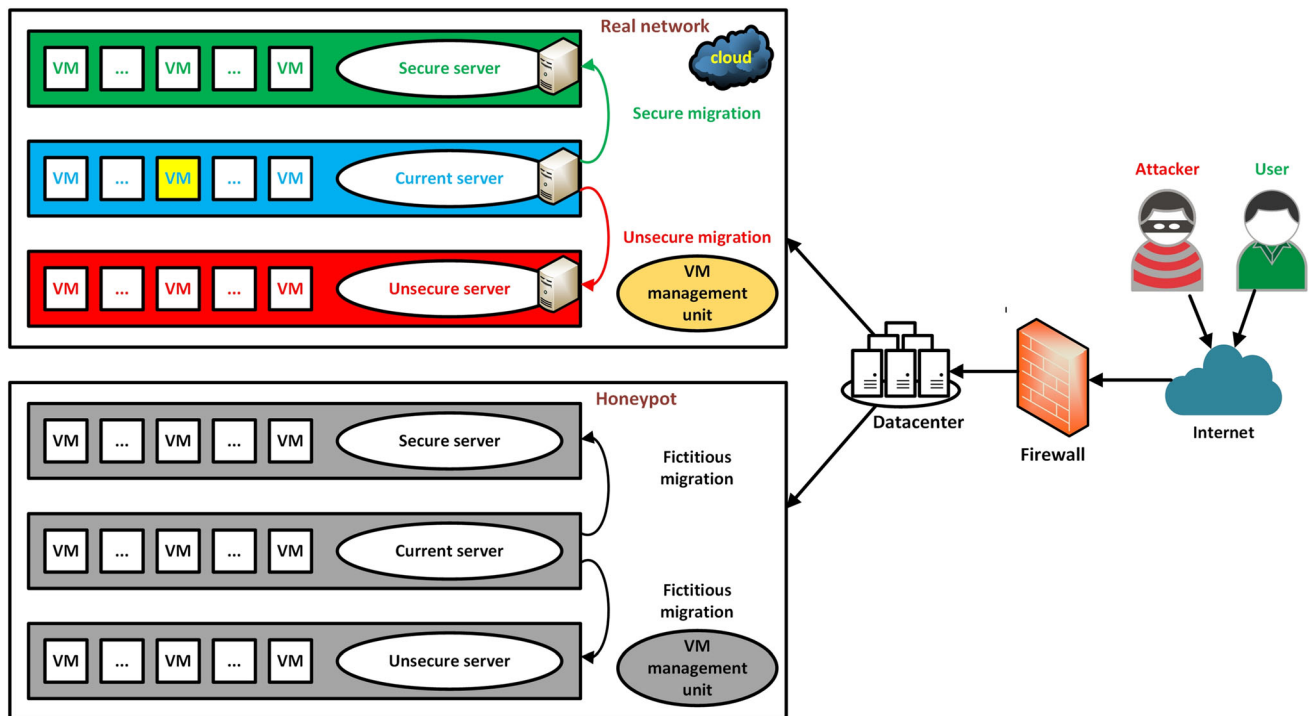 Real network
cloud
VM ... VM ... VM Secure server
Secure migration
VM ... VM ... VM Current server
Unsecure migration
VM ... VM ... VM Unsecure server
VM
management
unit
Honeypot
VM ... VM ... VM Secure server
Fictitious
migration
VM ... VM ... VM Current server
Fictitious
migration
VM ... VM ... VM Unsecure server
VM
management
unit
Datacenter
Firewall
Attacker
User
Internet